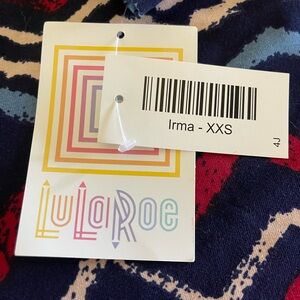 Irma - XXS
4J
LuLaRoe